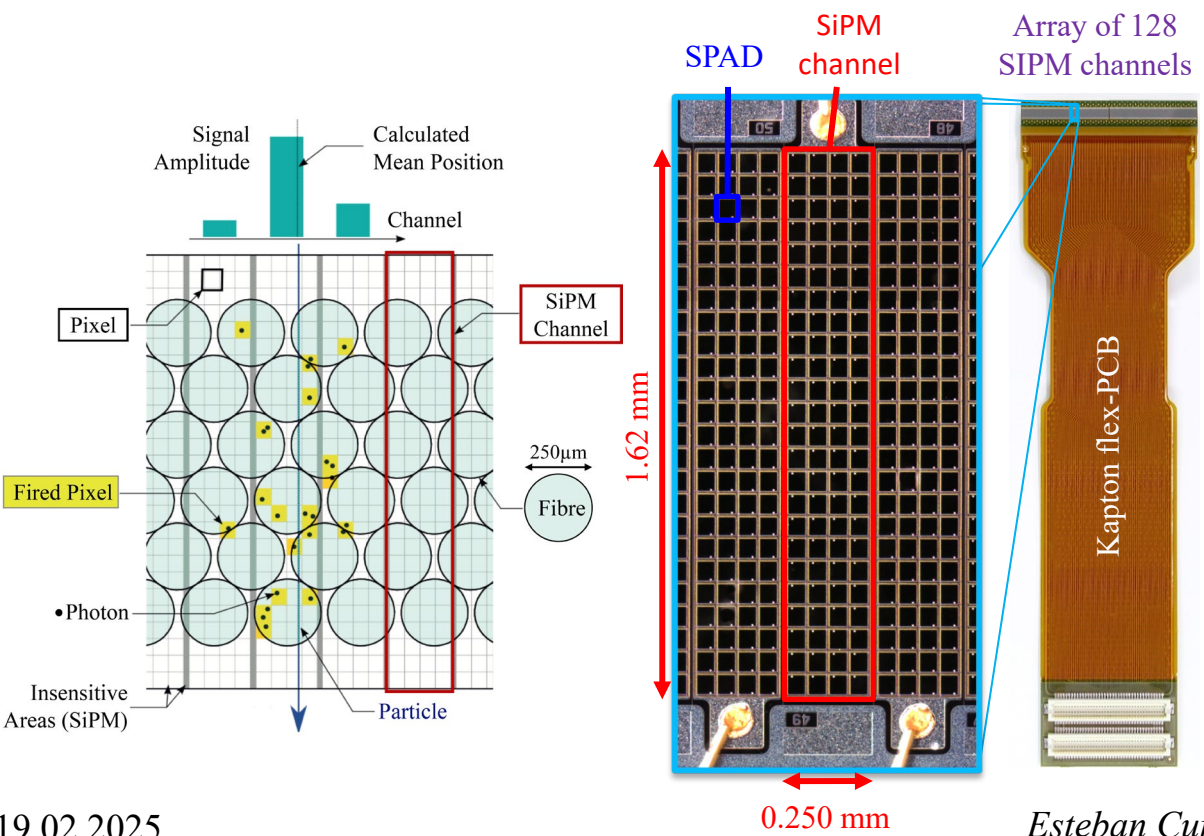 SiPM
channel
Array of 128
SIPM channels
SPAD
Signal
Amplitude
Calculated
Mean Position
Channel
50
48
Pixel
SiPM
Channel
1.62 mm
Kapton flex-PCB
250µm
Fired Pixel
Fibre
•Photon
Insensitive
Areas (SiPM)
Particle
49
0.250 mm
19.02.2025
Esteban Cur